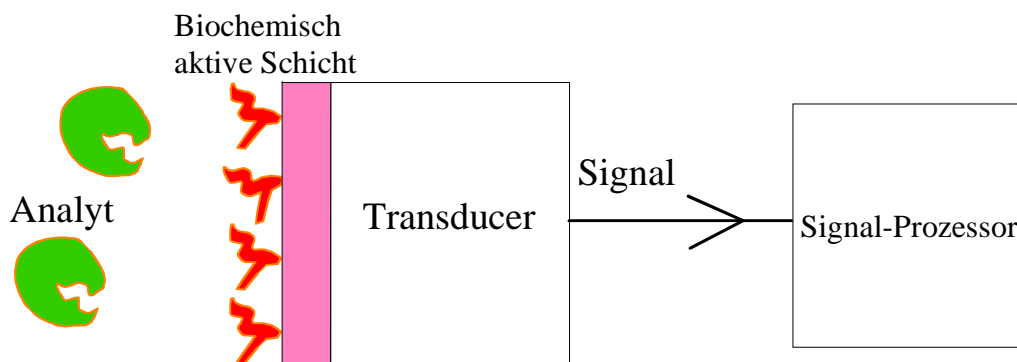 Biochemisch
aktive Schicht
Analyt
Transducer
Signal
Signal-Prozessor